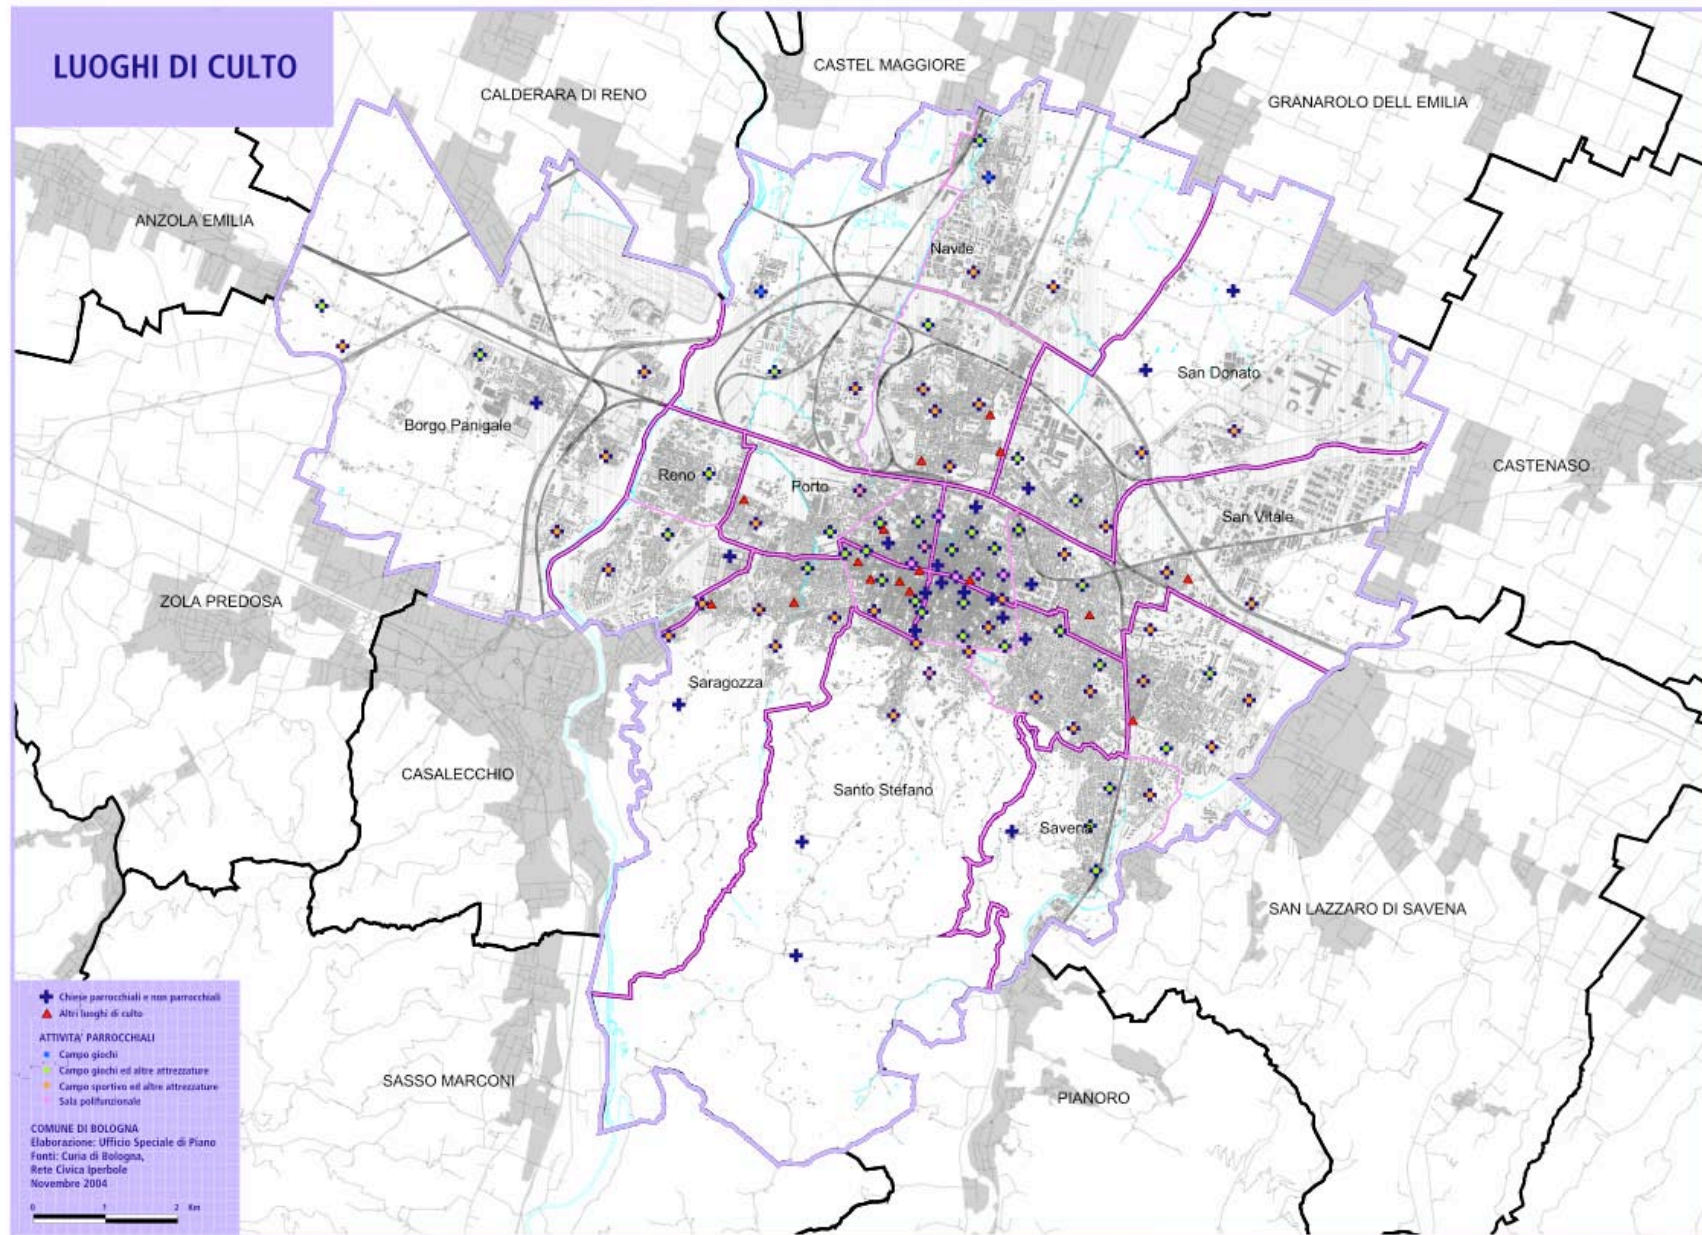 LUOGHI DI CULTO
CASTEL MAGGIORE
CALDERARA DI RENO
GRANAROLO DELL EMILIA
ANZOLA EMILIA
Navile
San Donato
Borgo Panigale
CASTENASO
Reno
Porto
San Vitale
ZOLA PREDOSA
Saragozza
CASALECCHIO
Santo Stefano
Savena
SAN LAZZARO DI SAVENA
SASSO MARCONI
PIANORO
Chiese parrocchiali e non parrocchiali
Altri luoghi di culto
ATTIVITA' PARROCCHIALI
Campo giochi
Campo giochi ed altre attrezzature
Campo sportivo ed altre attrezzature
Sala polifunzionale
COMUNE DI BOLOGNA
Elaborazione: Ufficio Speciale di Piano
Fonti: Curia di Bologna,
Rete Civica Iperbole
Novembre 2004
0 1 2 Km